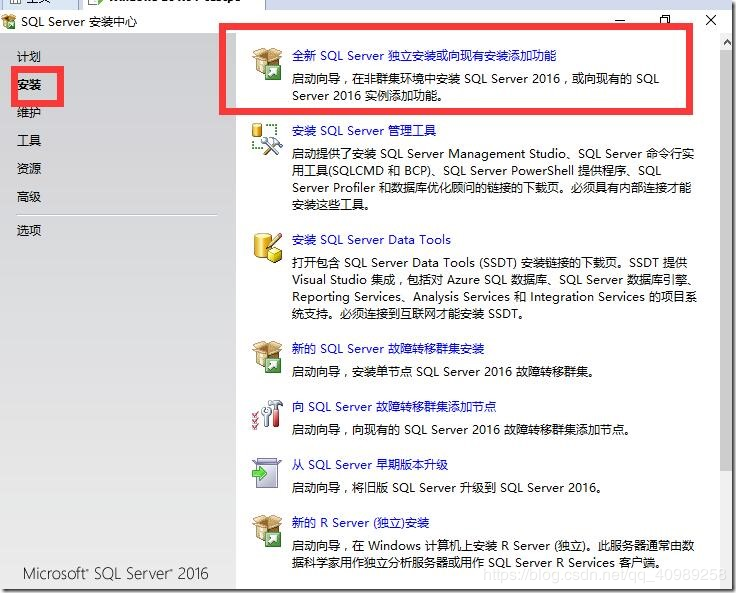 SQL Server 安装中心
计划
安装
维护
工具
资源
高级
选项
全新 SQL Server 独立安装或向现有安装添加功能
启动向导，在非群集环境中安装 SQL Server 2016，或向现有的 SQL
Server 2016 实例添加功能。
安装 SQL Server 管理工具
启动提供了安装 SQL Server Management Studio、SQL Server 命令行实
用工具(SQLCMD 和 BCP)、SQL Server PowerShell 提供程序、SQL
Server Profiler 和数据库优化顾问的链接的下载页。必须具有内部连接才能
安装这些工具。
安装 SQL Server Data Tools
打开包含 SQL Server Data Tools (SSDT) 安装链接的下载页。SSDT 提供
Visual Studio 集成，包括对 Azure SQL 数据库、SQL Server 数据库引擎、
Reporting Services、Analysis Services 和 Integration Services 的项目系
统支持。必须连接到互联网才能安装 SSDT。
新的 SQL Server 故障转移群集安装
启动向导，安装单节点 SQL Server 2016 故障转移群集。
向 SQL Server 故障转移群集添加节点
启动向导，向现有的 SQL Server 2016 故障转移群集添加节点。
从 SQL Server 早期版本升级
启动向导，将旧版 SQL Server 升级到 SQL Server 2016。
新的 R Server (独立)安装
启动向导，在 Windows 计算机上安装 R Server (独立)。此服务器通常由数
据科学家用作独立分析服务器或用作 SQL Server R Services 客户端。
Microsoft® SQL Server® 2016
https://blog.csdn.net/qq_40989258